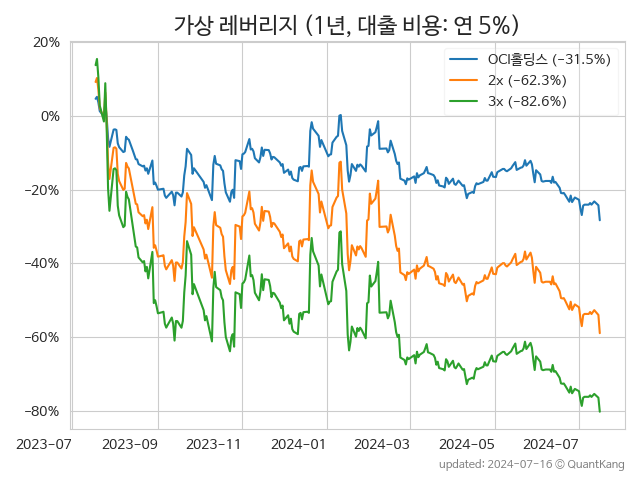 가상 레버리지 (1년, 대출 비용: 연 5%)
20%
0%
−20%
−40%
−60%
−80%
OCI홀딩스 (−31.5%)
2x (−62.3%)
3x (−82.6%)
2023-07 2023-09 2023-11 2024-01 2024-03 2024-05 2024-07
updated: 2024-07-16 © QuantKang